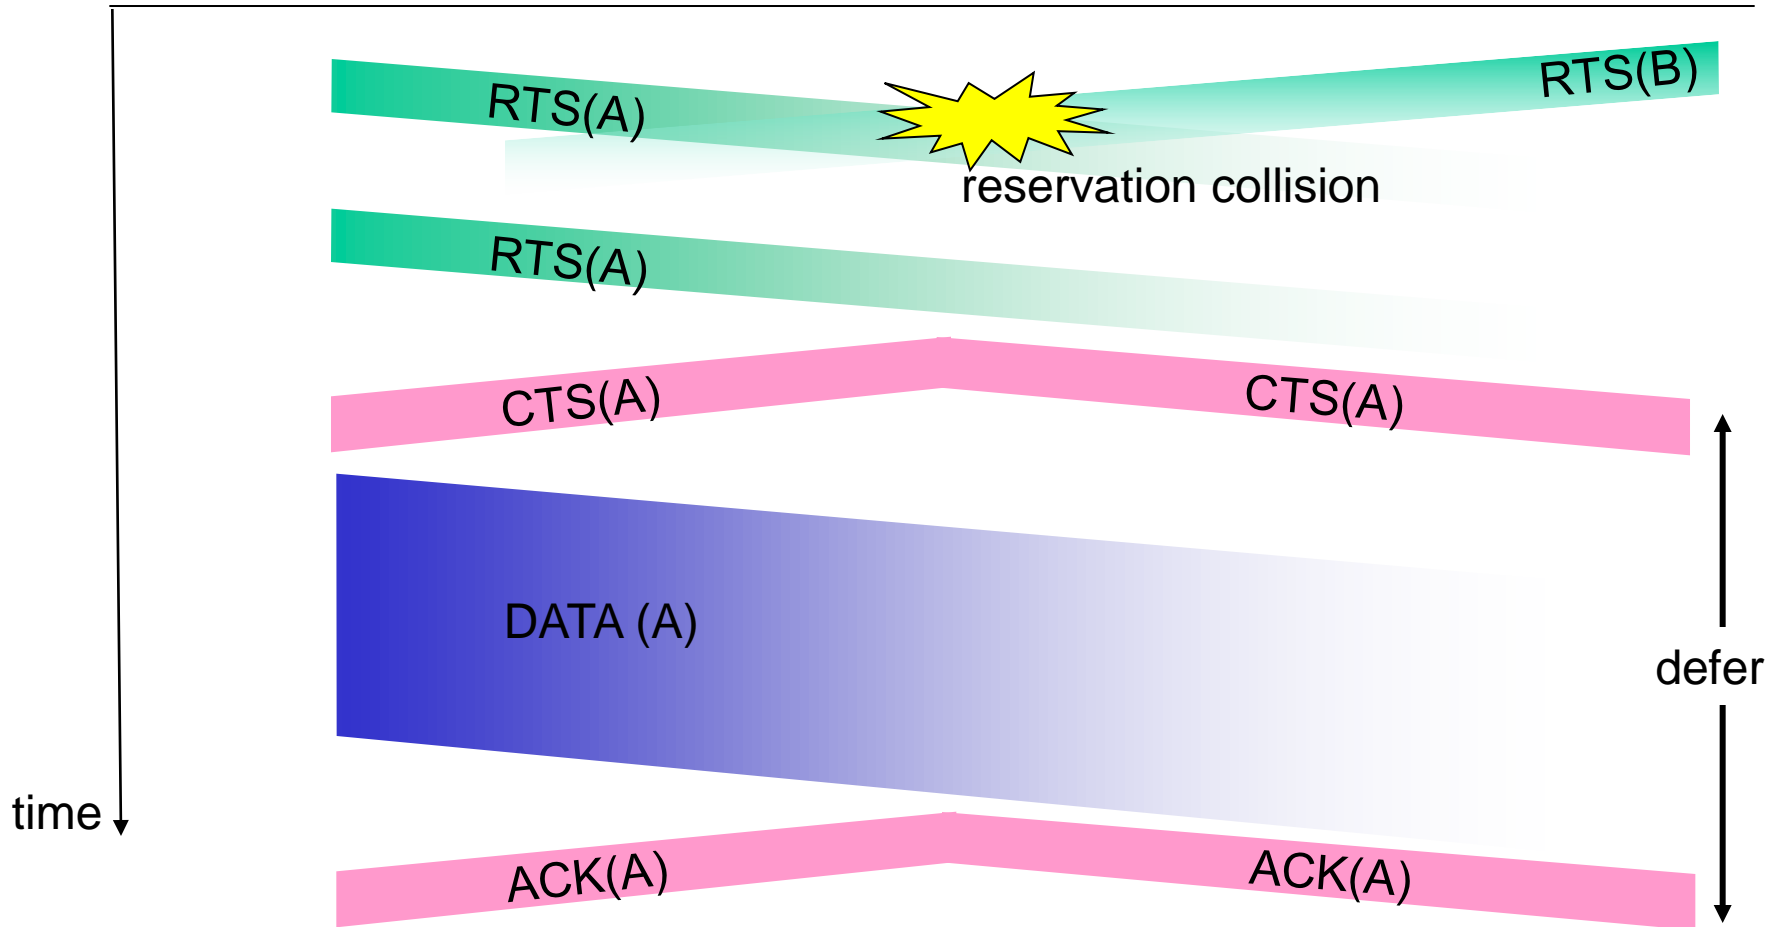 RTS(B)
RTS(A)
reservation collision
RTS(A)
CTS(A)
CTS(A)
DATA (A)
defer
time
ACK(A)
ACK(A)